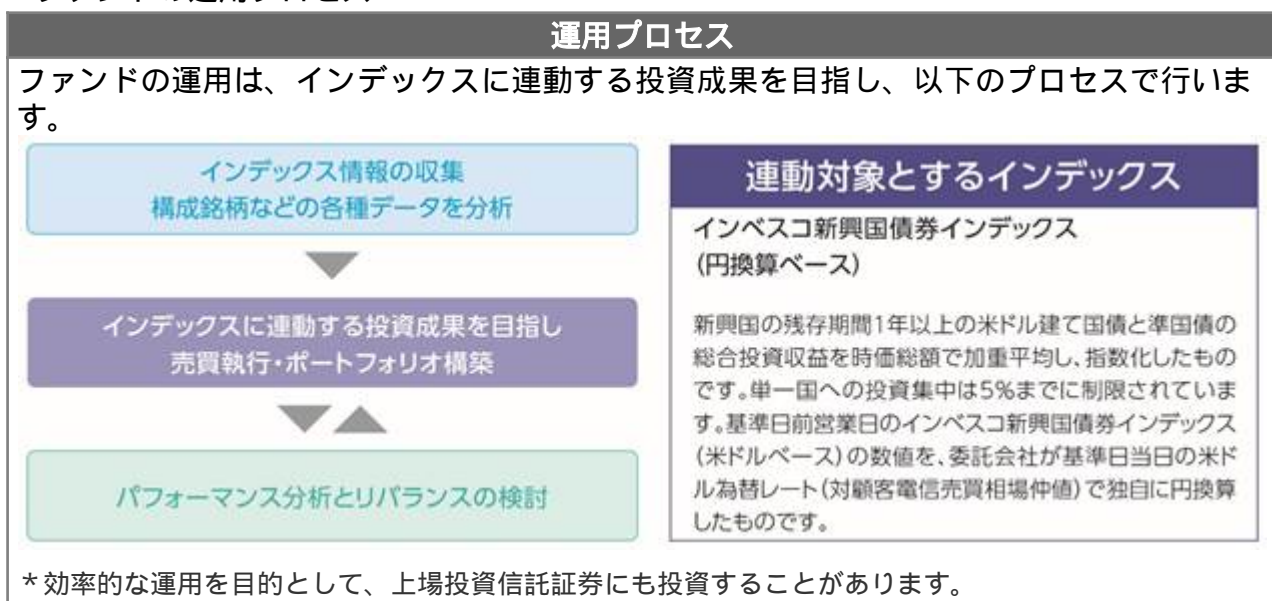 運用プロセス
ファンドの運用は、インデックスに連動する投資成果を目指し、以下のプロセスで行いま
す。
インデックス情報の収集
構成銘柄などの各種データを分析
インデックスに連動する投資成果を目指し
売買執行・ポートフォリオ構築
パフォーマンス分析とリバランスの検討
連動対象とするインデックス
インベスコ新興国債券インデックス
(円換算ベース)
新興国の残存期間1年以上の米ドル建て国債と準国債の
総合投資収益を時価総額で加重平均し、指数化したもの
です。単一国への投資集中は5%までに制限されていま
す。基準日前営業日のインベスコ新興国債券インデックス
(米ドルベース)の数値を、委託会社が基準日当日の米ド
ル為替レート(対顧客電信売買相場仲値)で独自に円換算
したものです。
*効率的な運用を目的として、上場投資信託証券にも投資することがあります。